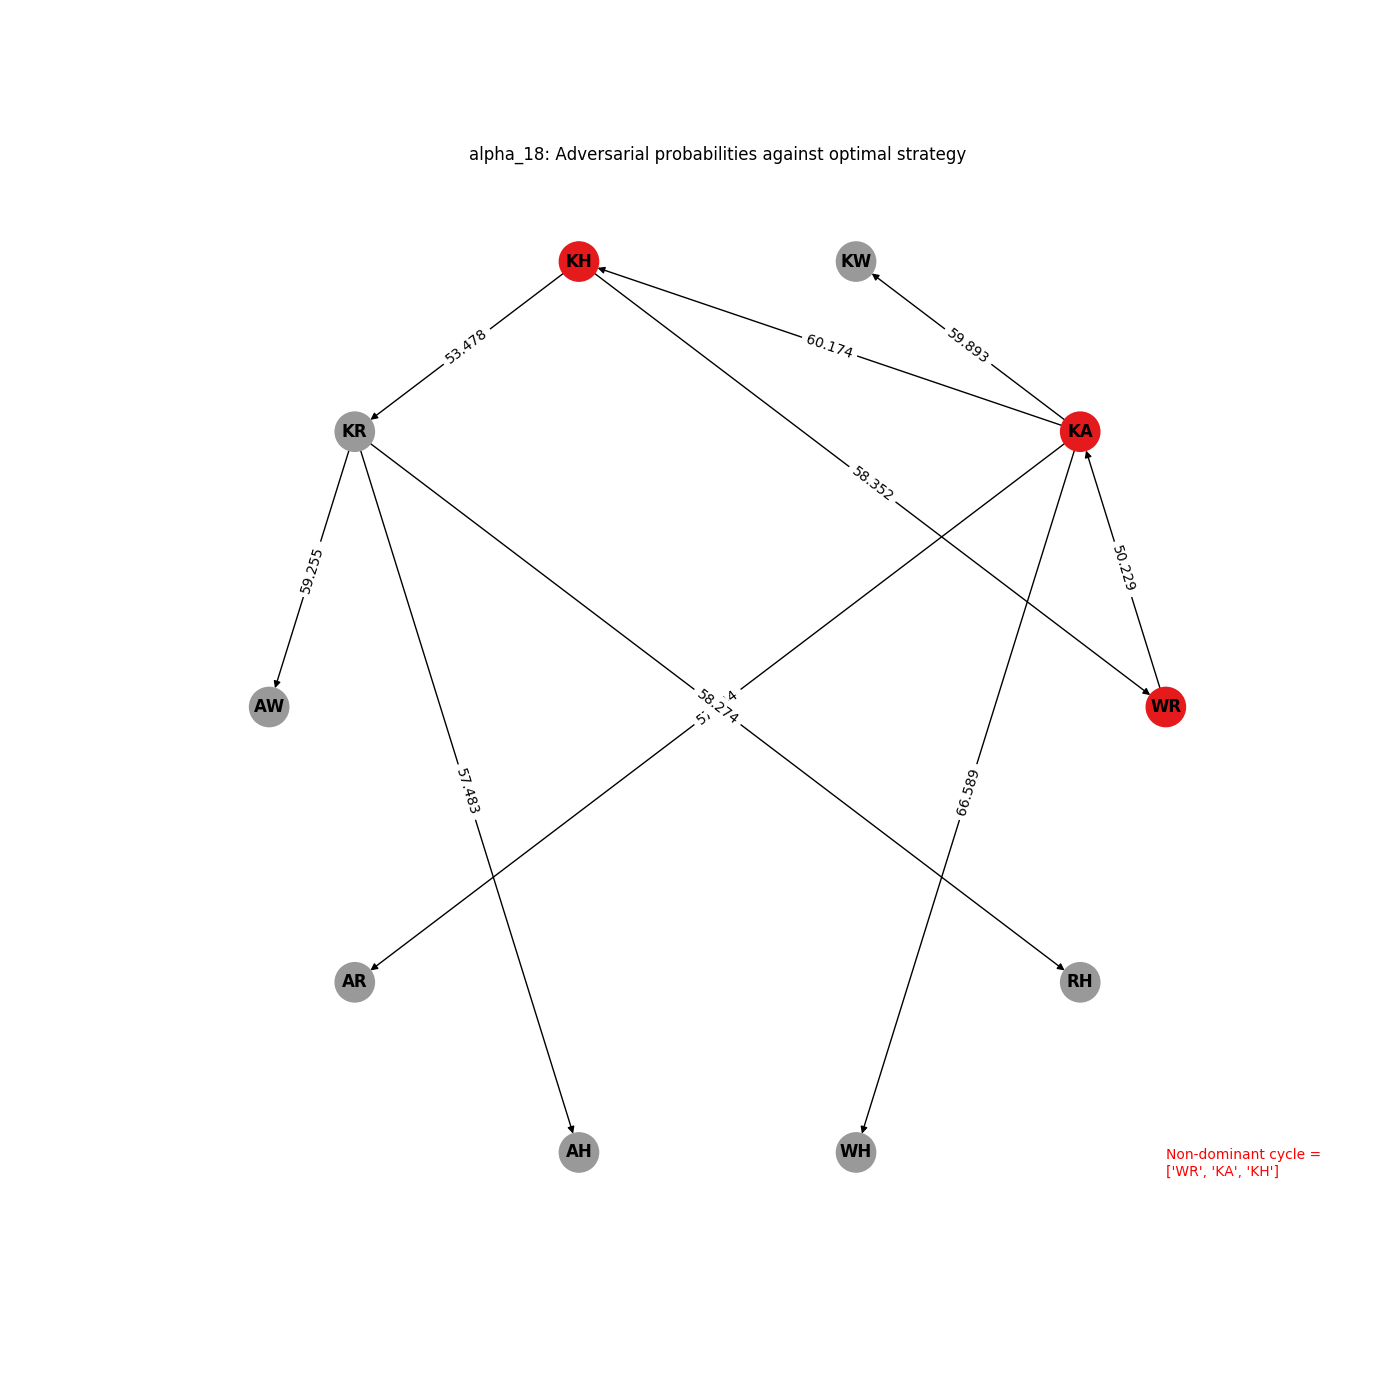 alpha_18: Adversarial probabilities against optimal strategy
KH
KW
53.478
60.174
59.893
KR
KA
58.352
59.255
50.229
AW
58.274
WR
57.483
66.589
AR
RH
AH
WH
Non-dominant cycle =
['WR', 'KA', 'KH']